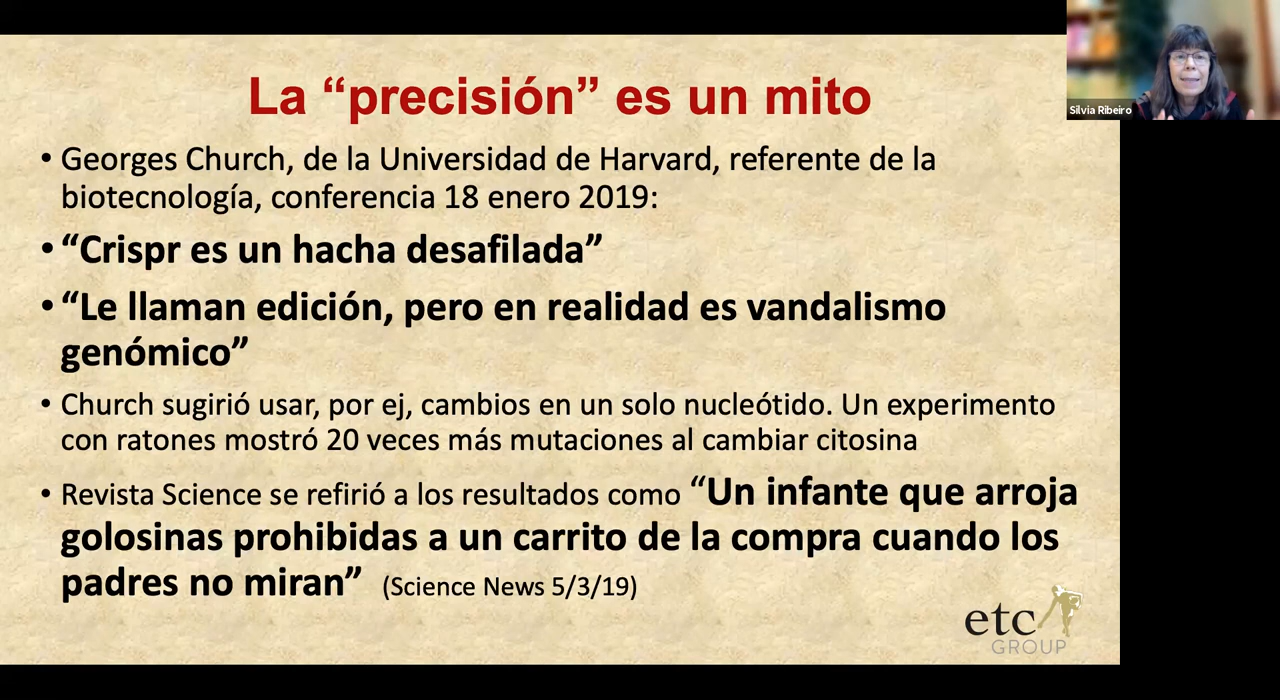 La “precisión” es un mito
• Georges Church, de la Universidad de Harvard, referente de la
biotecnología, conferencia 18 enero 2019:
• “Crispr es un hacha desafilada”
• “Le llaman edición, pero en realidad es vandalismo
genómico”
• Church sugirió usar, por ej, cambios en un solo nucleótido. Un experimento
con ratones mostró 20 veces más mutaciones al cambiar citosina
• Revista Science se refirió a los resultados como “Un infante que arroja
golosinas prohibidas a un carrito de la compra cuando los
padres no miran” (Science News 5/3/19)
etc
GROUP
Silvia Ribeiro